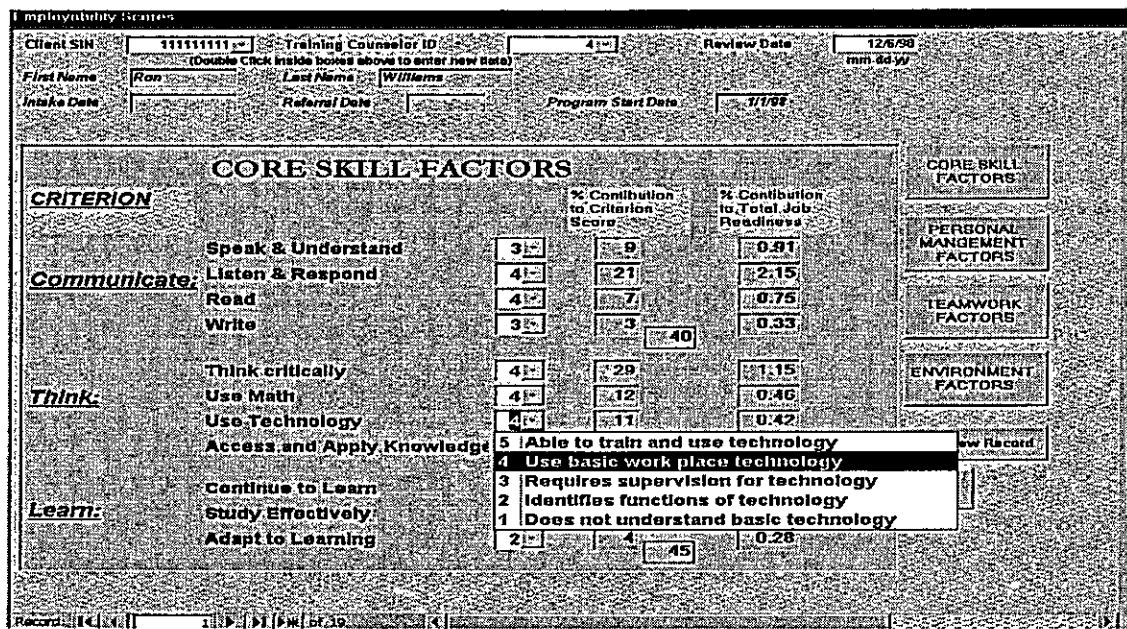 Employability Scores
Client SIN 111111111 Training Counselor ID 4 Review Date 12/6/98
(Double Click inside boxes above to enter new data) mm-dd-yy
First Name Ron Last Name Williams
Intake Date Referral Date Program Start Date 1/1/98
CORE SKILL FACTORS
CRITERION
% Contibution to Criterion Score
% Contibution to Total Job Readiness
Speak & Understand 3 9 0.91
Communicate:
Listen & Respond 4 21 2.15
Read 4 7 0.75
Write 3 3 0.33
40
Think critically 4 29 1.15
Think:
Use Math 4 12 0.46
Use Technology 4 11 0.42
Access and Apply Knowledge
5 Able to train and use technology
4 Use basic work place technology
3 Requires supervision for technology
2 Identifies functions of technology
1 Does not understand basic technology
Continue to Learn
Learn:
Study Effectively
Adapt to Learning 2 4 0.28
45
CORE SKILL
FACTORS
PERSONAL
MANGEMENT
FACTORS
TEAMWORK
FACTORS
ENVIRONMENT
FACTORS
Record
Record: 1 of 19